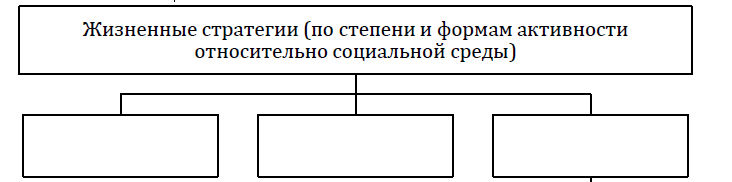 Жизненные стратегии (по степени и формам активности
относительно социальной среды)